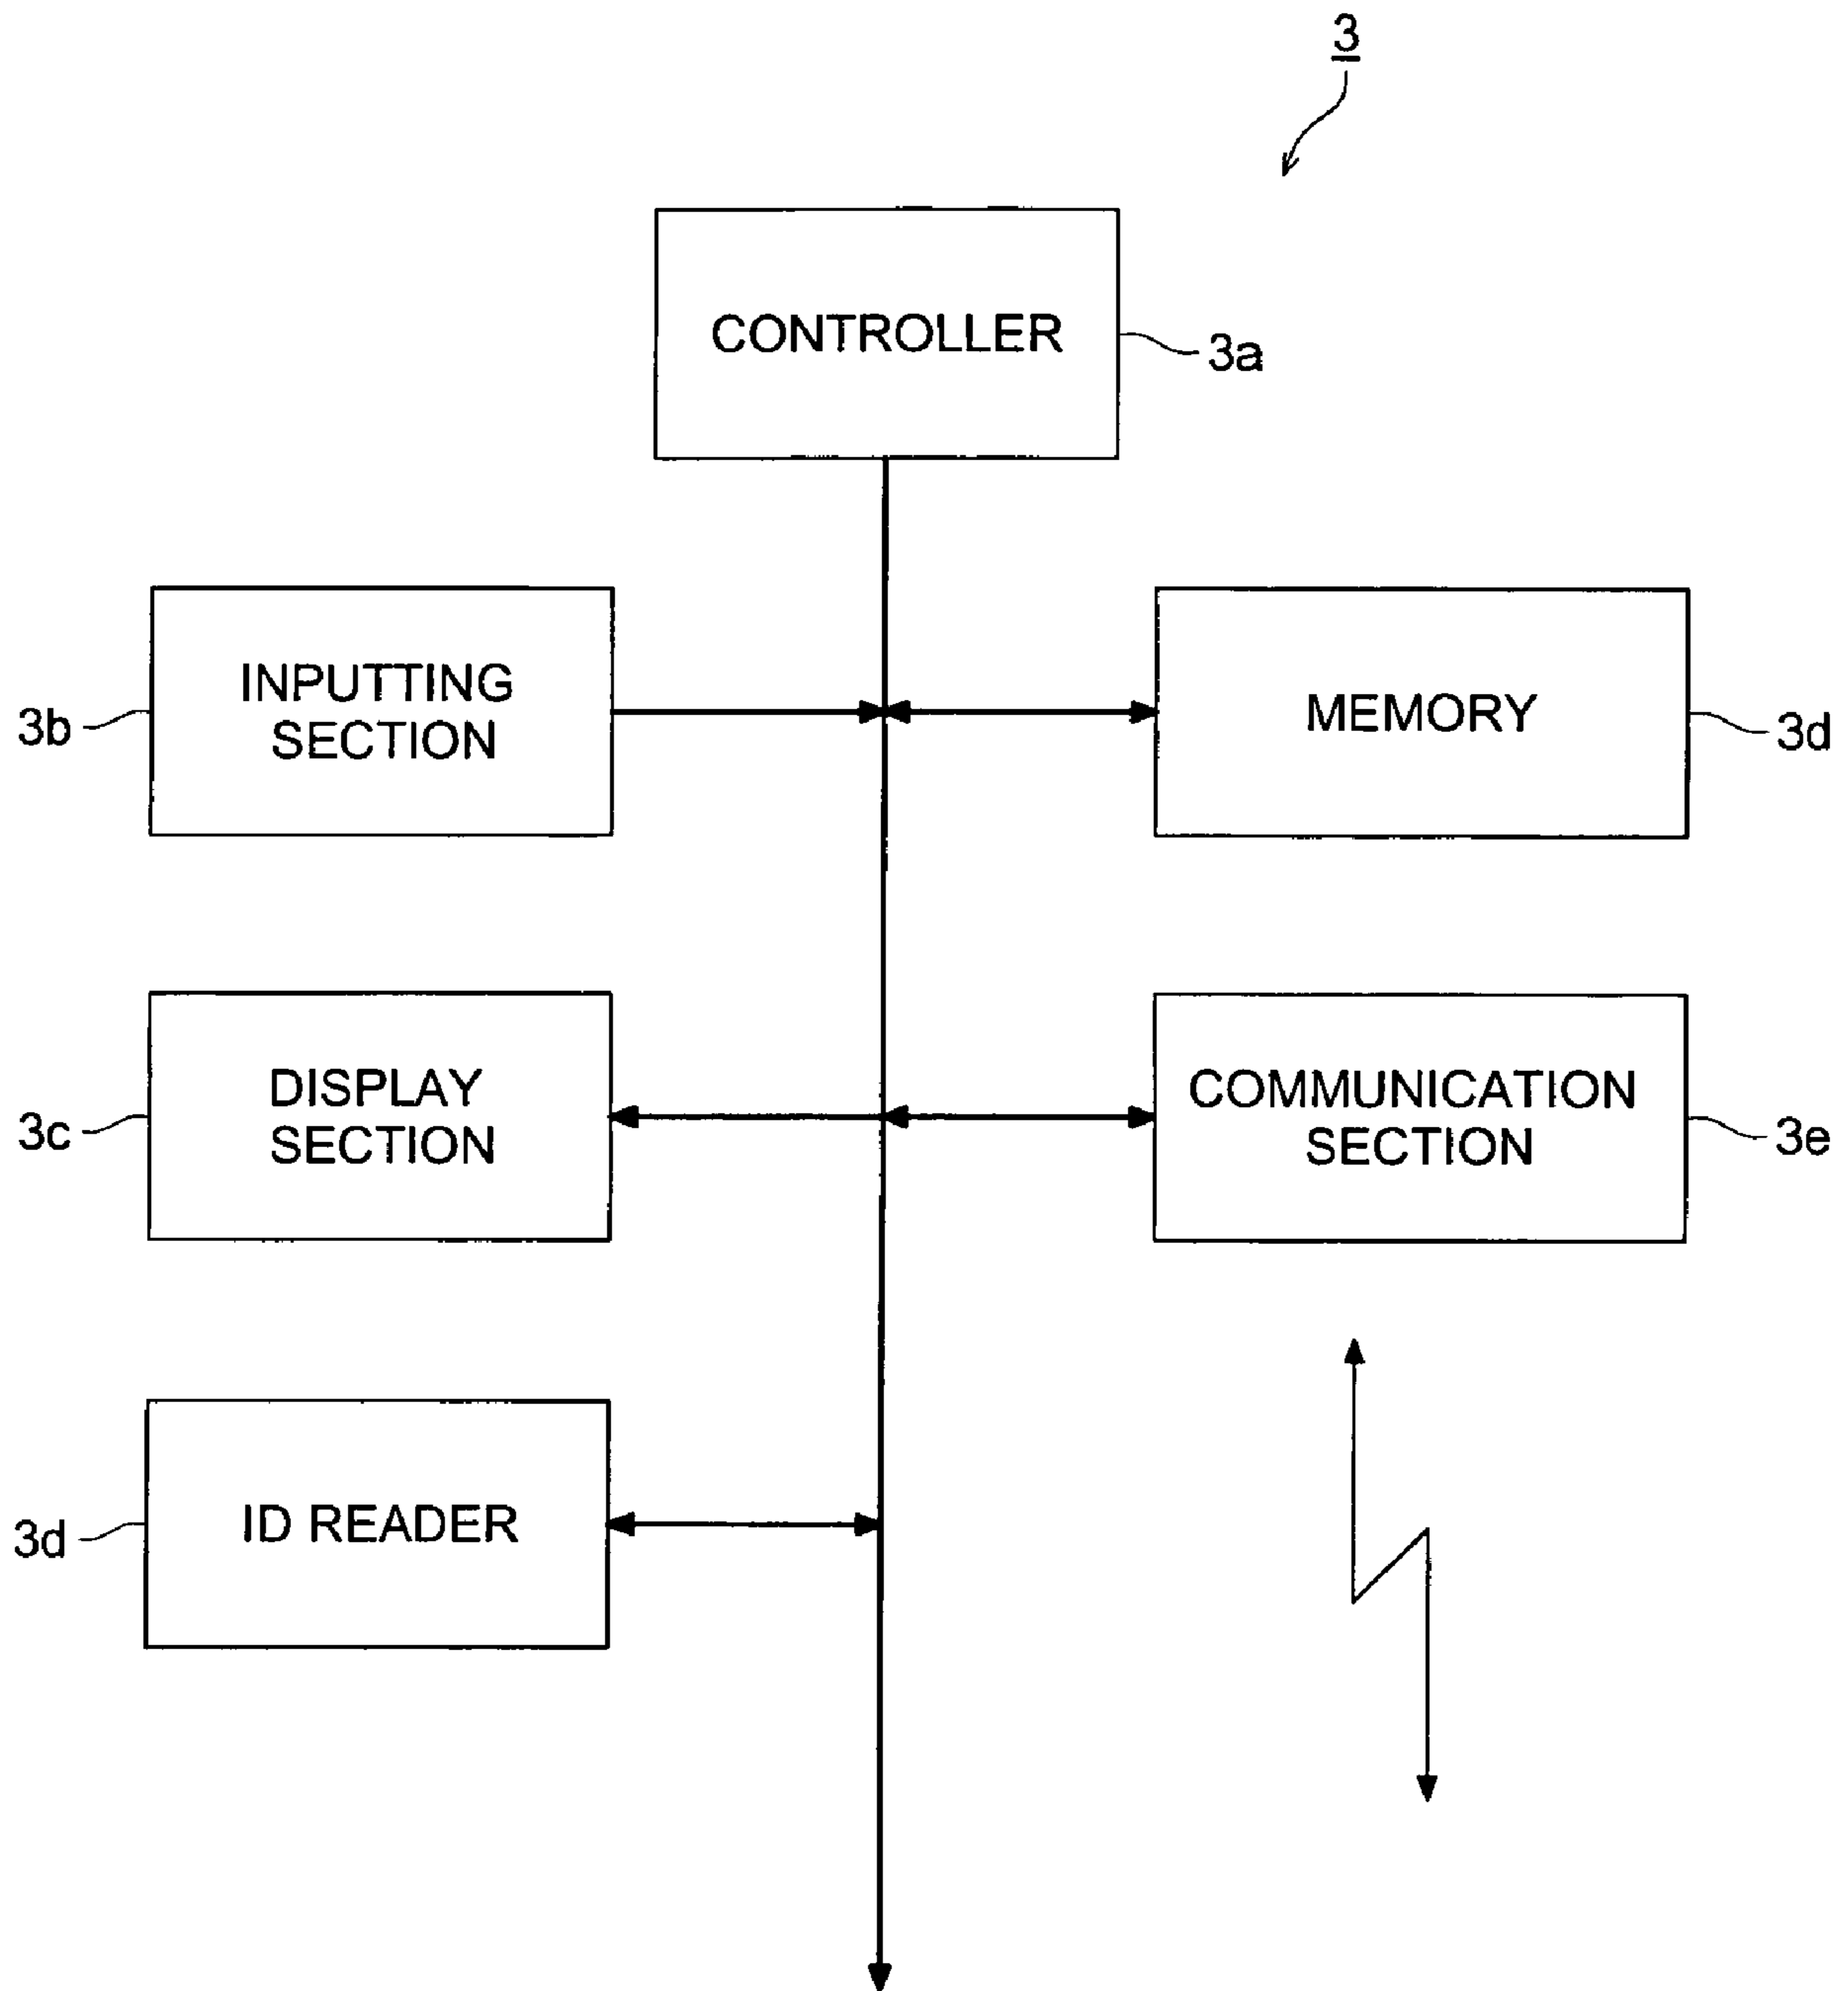 3
CONTROLLER
3a
INPUTTING
SECTION
3b
MEMORY
3d
DISPLAY
SECTION
3c
COMMUNICATION
SECTION
3e
ID READER
3d